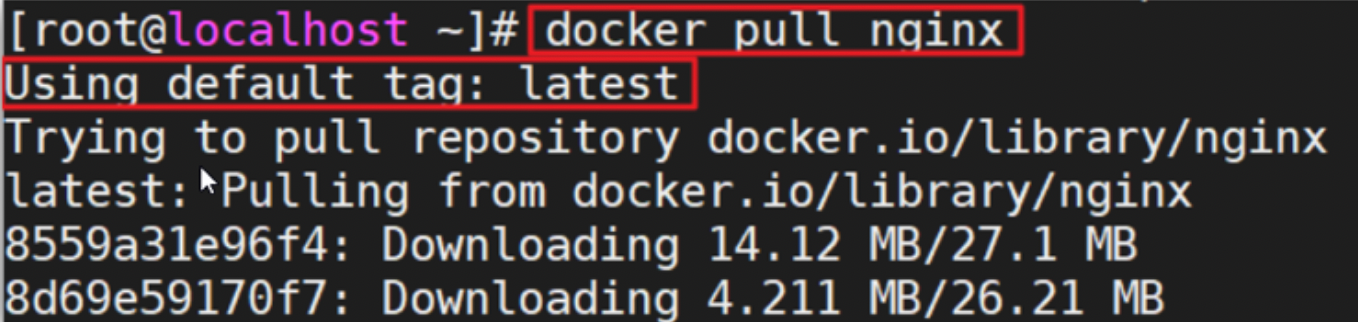 [root@localhost ~]# docker pull nginx
Using default tag: latest
Trying to pull repository docker.io/library/nginx
latest: Pulling from docker.io/library/nginx
8559a31e96f4: Downloading 14.12 MB/27.1 MB
8d69e59170f7: Downloading 4.211 MB/26.21 MB